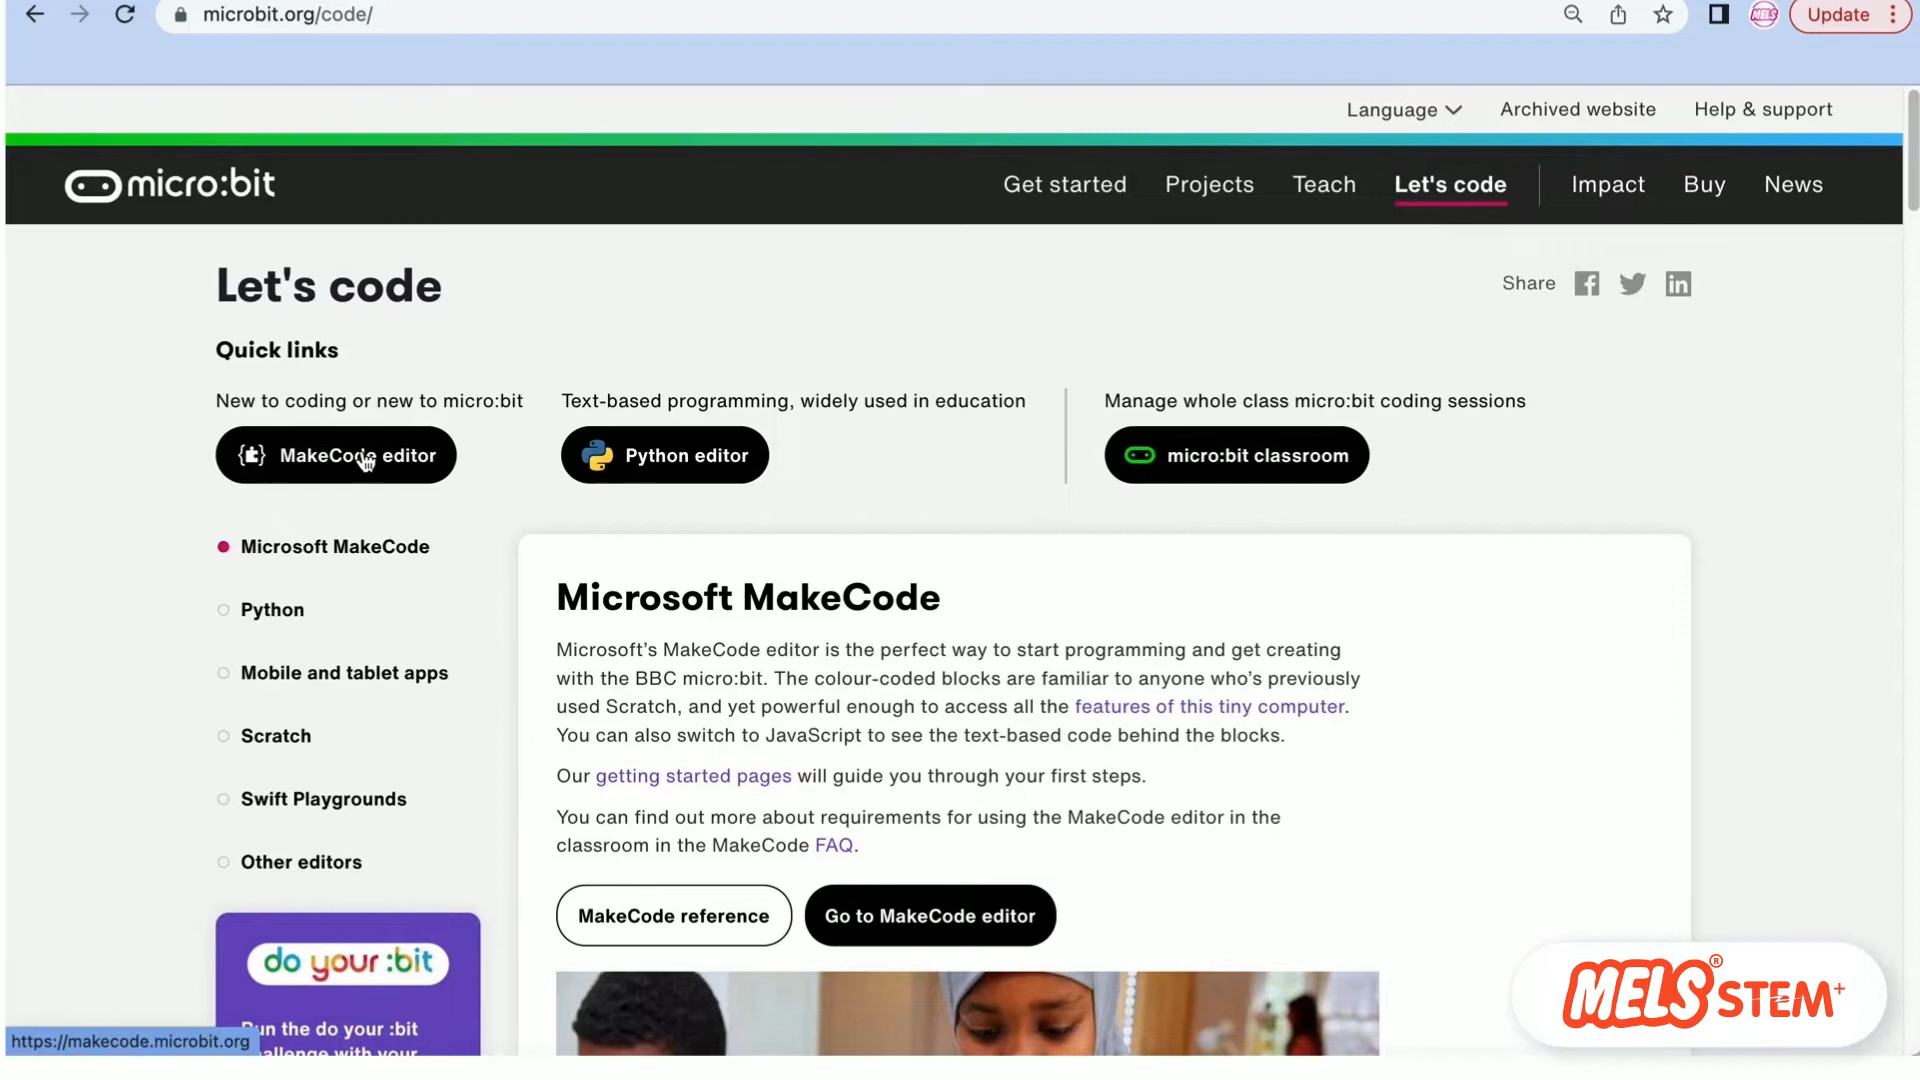 microbit.org/code/
MELS
Update
Language
Archived website
Help & support
micro:bit
Get started
Projects
Teach
Let's code
Impact
Buy
News
Let's code
Share
Quick links
New to coding or new to micro:bit
MakeCode editor
Text-based programming, widely used in education
Python editor
Manage whole class micro:bit coding sessions
micro:bit classroom
Microsoft MakeCode
Python
Mobile and tablet apps
Scratch
Swift Playgrounds
Other editors
Microsoft MakeCode
Microsoft’s MakeCode editor is the perfect way to start programming and get creating
with the BBC micro:bit. The colour-coded blocks are familiar to anyone who’s previously
used Scratch, and yet powerful enough to access all the features of this tiny computer.
You can also switch to JavaScript to see the text-based code behind the blocks.
Our getting started pages will guide you through your first steps.
You can find out more about requirements for using the MakeCode editor in the
classroom in the MakeCode FAQ.
MakeCode reference
Go to MakeCode editor
do your :bit
Run the do your :bit
challenge with your
https://makecode.microbit.org
MELS® STEM+